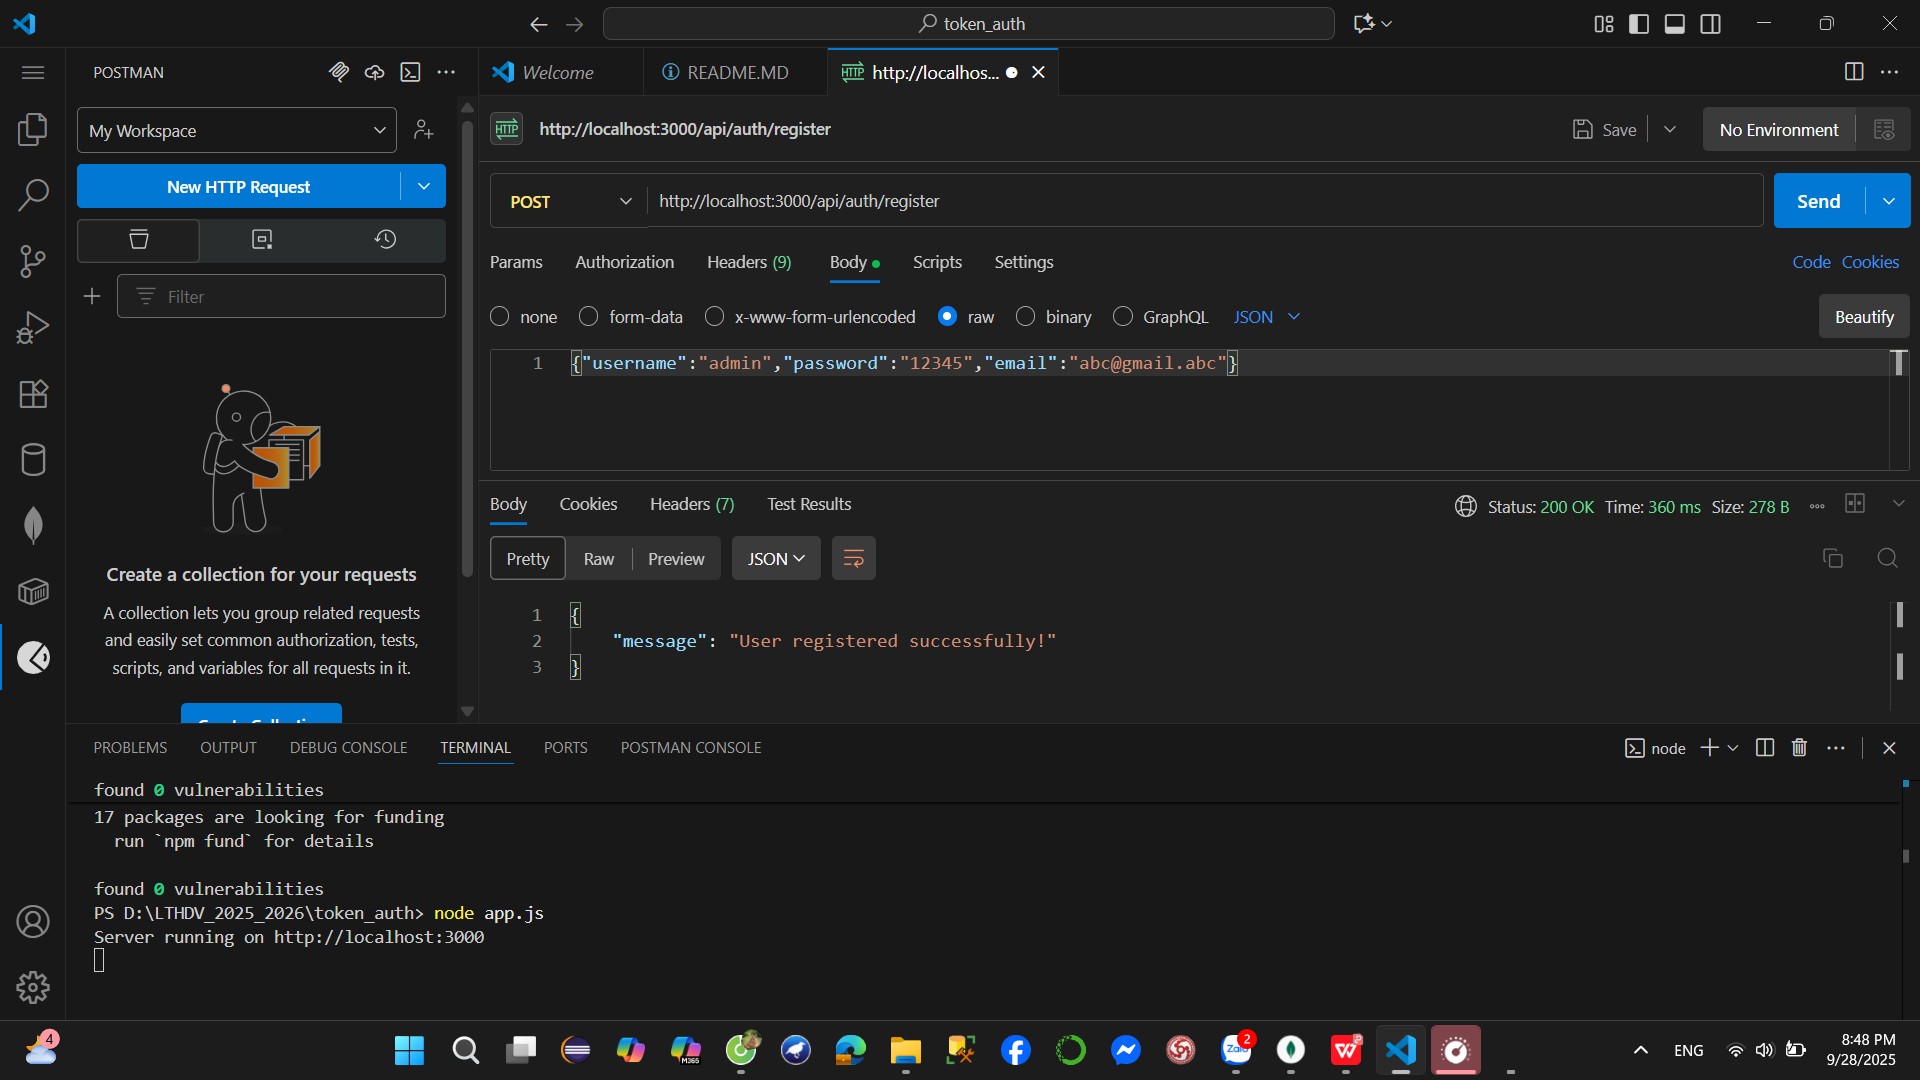 token_auth
POSTMAN
Welcome
README.MD
HTTP http://localhos...
My Workspace
HTTP http://localhost:3000/api/auth/register
Save
No Environment
New HTTP Request
POST
http://localhost:3000/api/auth/register
Send
Params Authorization Headers (9) Body Scripts Settings
Code Cookies
Filter
none form-data x-www-form-urlencoded raw binary GraphQL JSON
Beautify
1 {"username":"admin","password":"12345","email":"abc@gmail.abc"}
Body Cookies Headers (7) Test Results
Status: 200 OK Time: 360 ms Size: 278 B
Pretty Raw Preview JSON
1 {
2 "message": "User registered successfully!"
3 }
Create a collection for your requests
A collection lets you group related requests
and easily set common authorization, tests,
scripts, and variables for all requests in it.
PROBLEMS OUTPUT DEBUG CONSOLE TERMINAL PORTS POSTMAN CONSOLE
node
found 0 vulnerabilities
17 packages are looking for funding
run `npm fund` for details
found 0 vulnerabilities
PS D:\LTHDV_2025_2026\token_auth> node app.js
Server running on http://localhost:3000
4
M365
Zalo
2
ENG
8:48 PM
9/28/2025